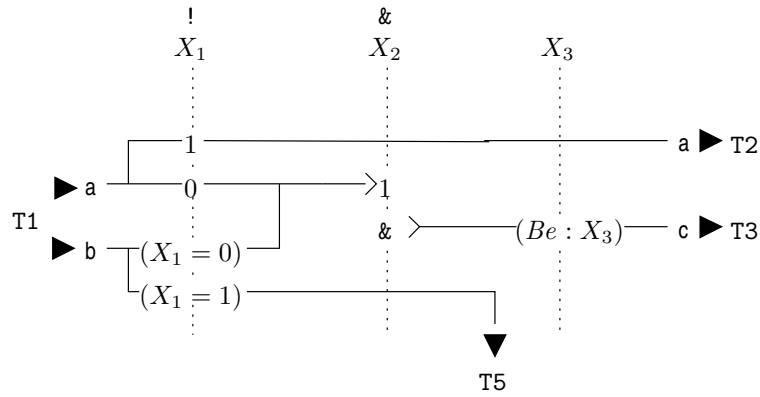 ! &
X₁ X₂ X₃
1 a T2
a 0 1
T1 & (Be : X₃) c T3
b (X₁ = 0)
(X₁ = 1)
T5